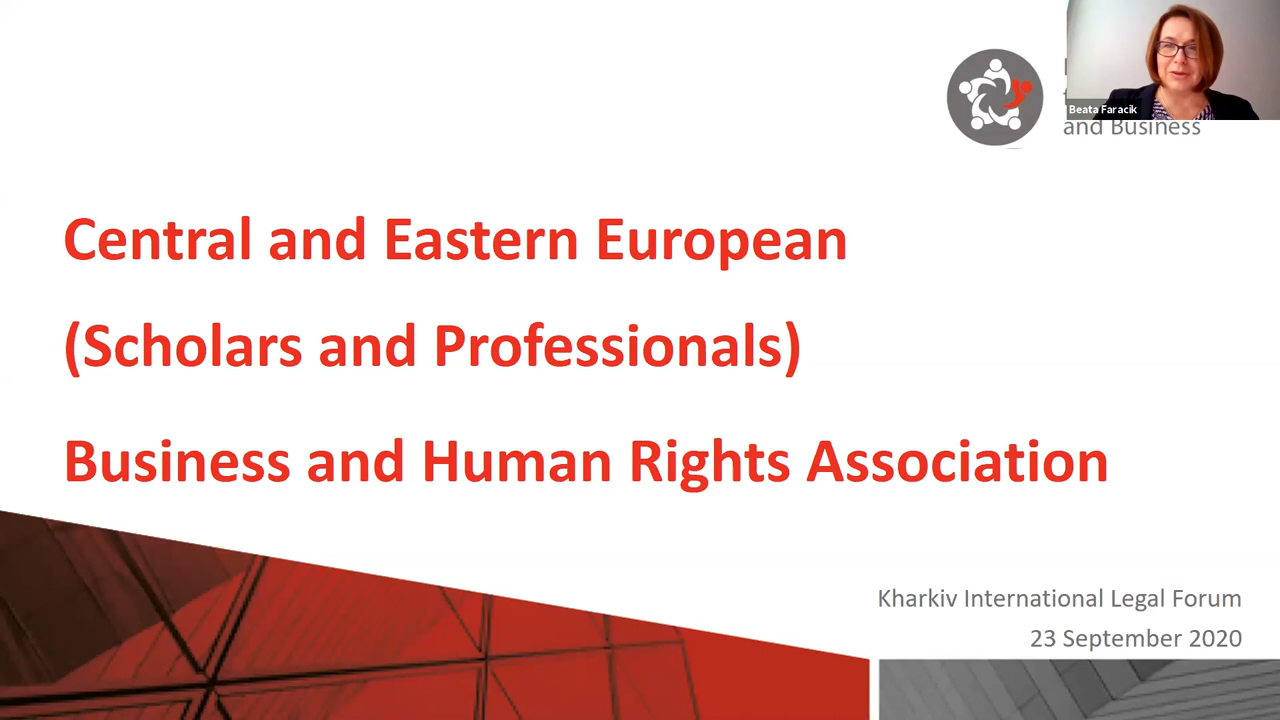 Beata Faracik
and Business
Central and Eastern European
(Scholars and Professionals)
Business and Human Rights Association
Kharkiv International Legal Forum
23 September 2020